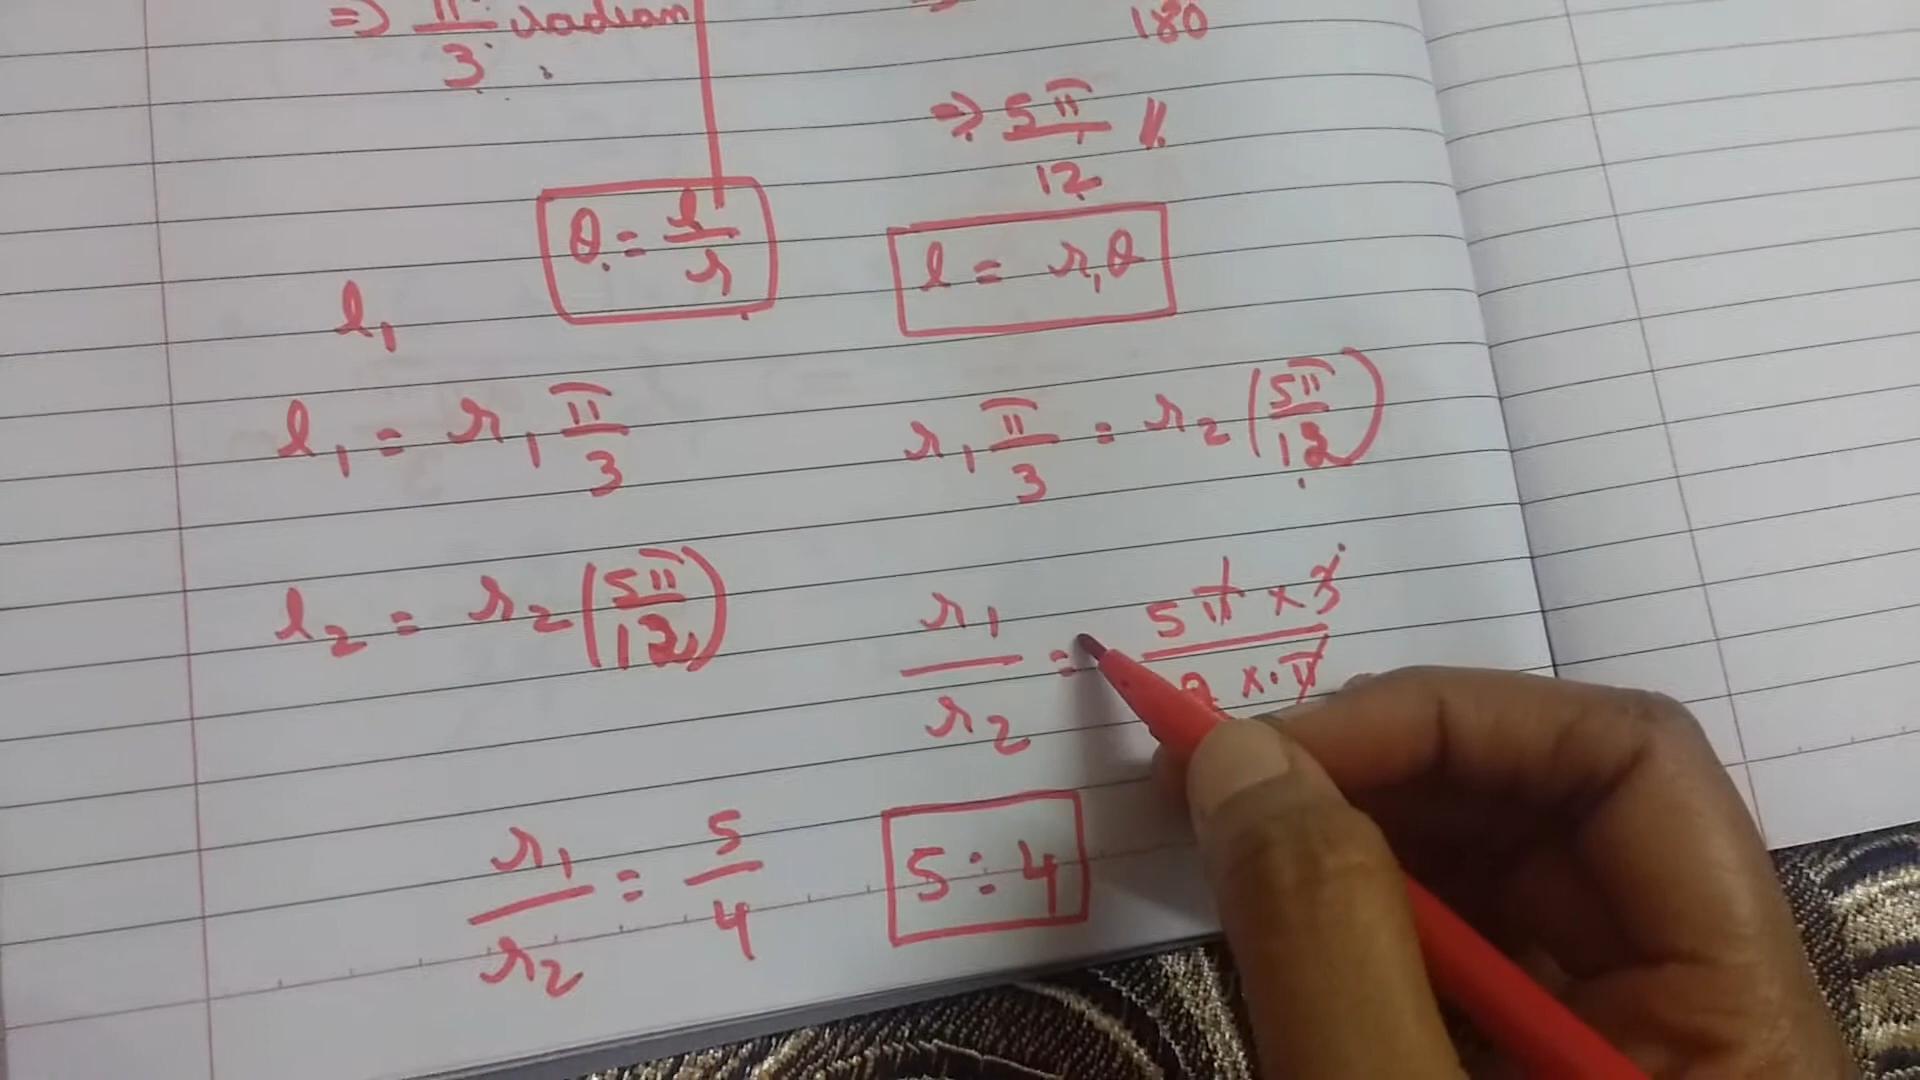 ⇒ π/3 radian
180
⇒ 5π/12 //
θ = l/r
l = r, θ
l₁
l₁ = r₁ π/3
r₁ π/3 = r₂ (5π/12)
l₂ = r₂ (5π/12)
r₁/r₂ = 5π × 3 / 2 × π
r₁/r₂ = 5/4
5 : 4